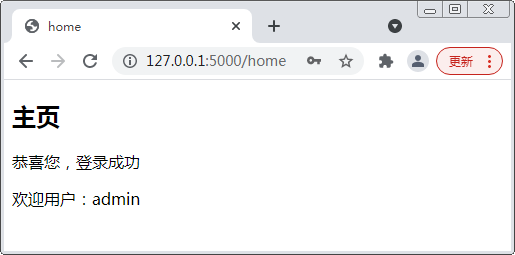 home
127.0.0.1:5000/home
更新
主页
恭喜您，登录成功
欢迎用户：admin